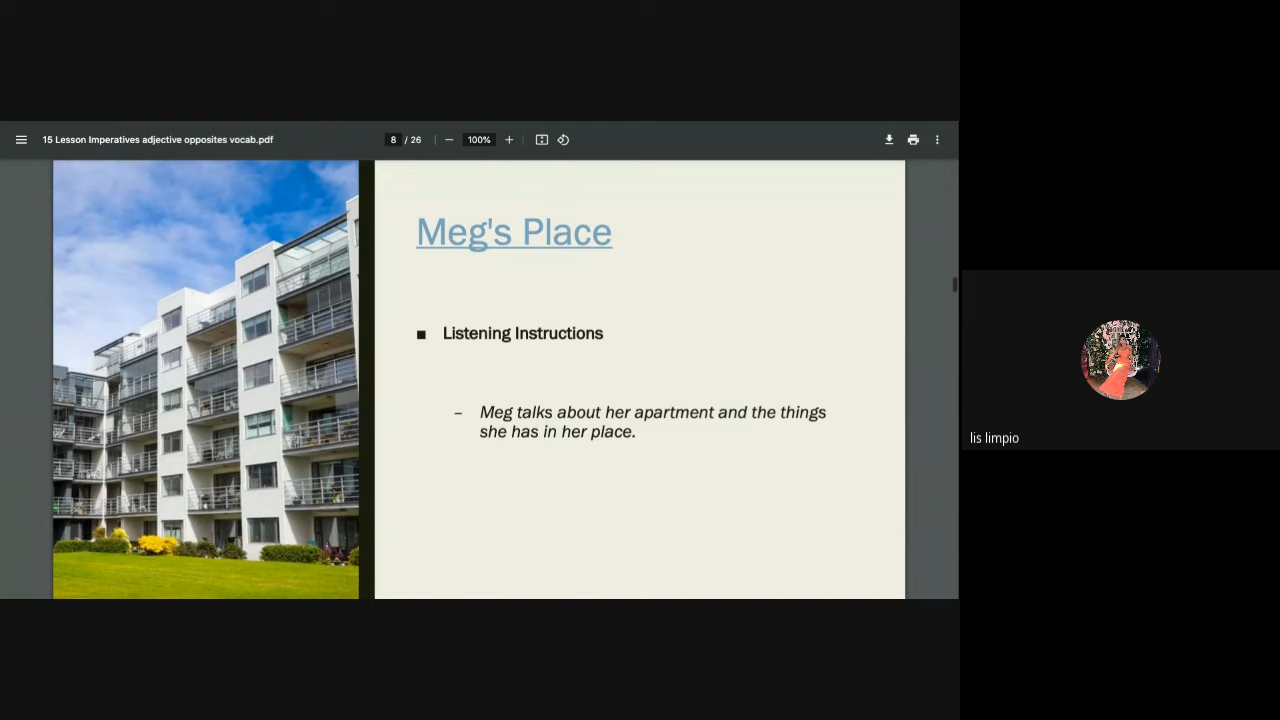 15 Lesson Imperatives adjective opposites vocab.pdf
8 / 26
100%
Meg's Place
■ Listening Instructions
– Meg talks about her apartment and the things
she has in her place.
lis limpio